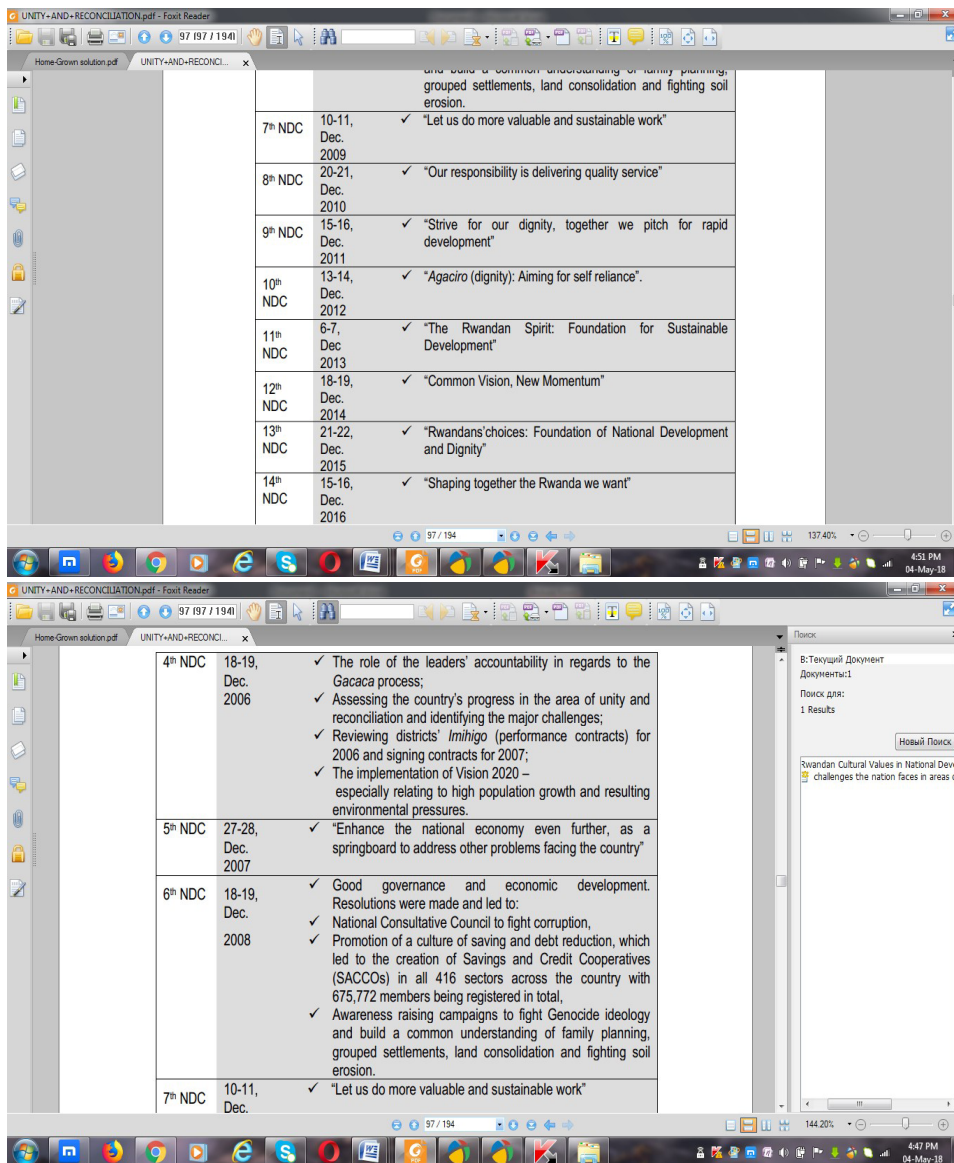 UNITY+AND+RECONCILIATION.pdf - Foxit Reader
97 (97 / 194)
Home-Grown solution.pdf
UNITY+AND+RECONCI...
x
and build a common understanding of family planning,
grouped settlements, land consolidation and fighting soil
erosion.
7th NDC
10-11,
Dec.
2009
✓ “Let us do more valuable and sustainable work”
8th NDC
20-21,
Dec.
2010
✓ “Our responsibility is delivering quality service”
9th NDC
15-16,
Dec.
2011
✓ “Strive for our dignity, together we pitch for rapid
development”
10th
NDC
13-14,
Dec.
2012
✓ “Agaciro (dignity): Aiming for self reliance”.
11th
NDC
6-7,
Dec
2013
✓ “The Rwandan Spirit: Foundation for Sustainable
Development”
12th
NDC
18-19,
Dec.
2014
✓ “Common Vision, New Momentum”
13th
NDC
21-22,
Dec.
2015
✓ “Rwandans’choices: Foundation of National Development
and Dignity”
14th
NDC
15-16,
Dec.
2016
✓ “Shaping together the Rwanda we want”
97 / 194
137.40%
4:51 PM
04-May-18
UNITY+AND+RECONCILIATION.pdf - Foxit Reader
97 (97 / 194)
Home-Grown solution.pdf
UNITY+AND+RECONCI...
x
4th NDC
18-19,
Dec.
2006
✓ The role of the leaders’ accountability in regards to the
Gacaca process;
✓ Assessing the country’s progress in the area of unity and
reconciliation and identifying the major challenges;
✓ Reviewing districts’ Imihigo (performance contracts) for
2006 and signing contracts for 2007;
✓ The implementation of Vision 2020 –
especially relating to high population growth and resulting
environmental pressures.
5th NDC
27-28,
Dec.
2007
✓ “Enhance the national economy even further, as a
springboard to address other problems facing the country”
6th NDC
18-19,
Dec.
2008
✓ Good governance and economic development.
Resolutions were made and led to:
✓ National Consultative Council to fight corruption,
✓ Promotion of a culture of saving and debt reduction, which
led to the creation of Savings and Credit Cooperatives
(SACCOs) in all 416 sectors across the country with
675,772 members being registered in total,
✓ Awareness raising campaigns to fight Genocide ideology
and build a common understanding of family planning,
grouped settlements, land consolidation and fighting soil
erosion.
7th NDC
10-11,
Dec.
✓ “Let us do more valuable and sustainable work”
Поиск
В:Текущий Документ
Документы:1
Поиск для:
1 Results
Новый Поиск
Rwandan Cultural Values in National Dev
challenges the nation faces in areas
97 / 194
144.20%
4:47 PM
04-May-18